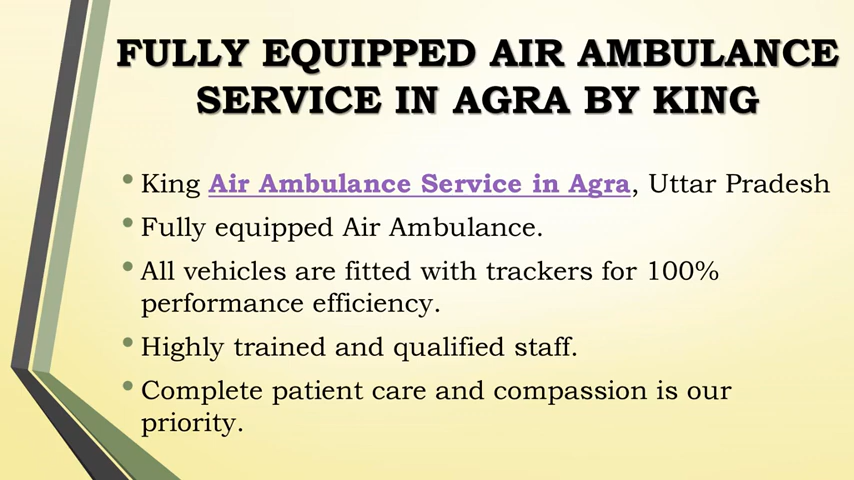 FULLY EQUIPPED AIR AMBULANCE
SERVICE IN AGRA BY KING
• King Air Ambulance Service in Agra, Uttar Pradesh
• Fully equipped Air Ambulance.
• All vehicles are fitted with trackers for 100%
performance efficiency.
• Highly trained and qualified staff.
• Complete patient care and compassion is our
priority.